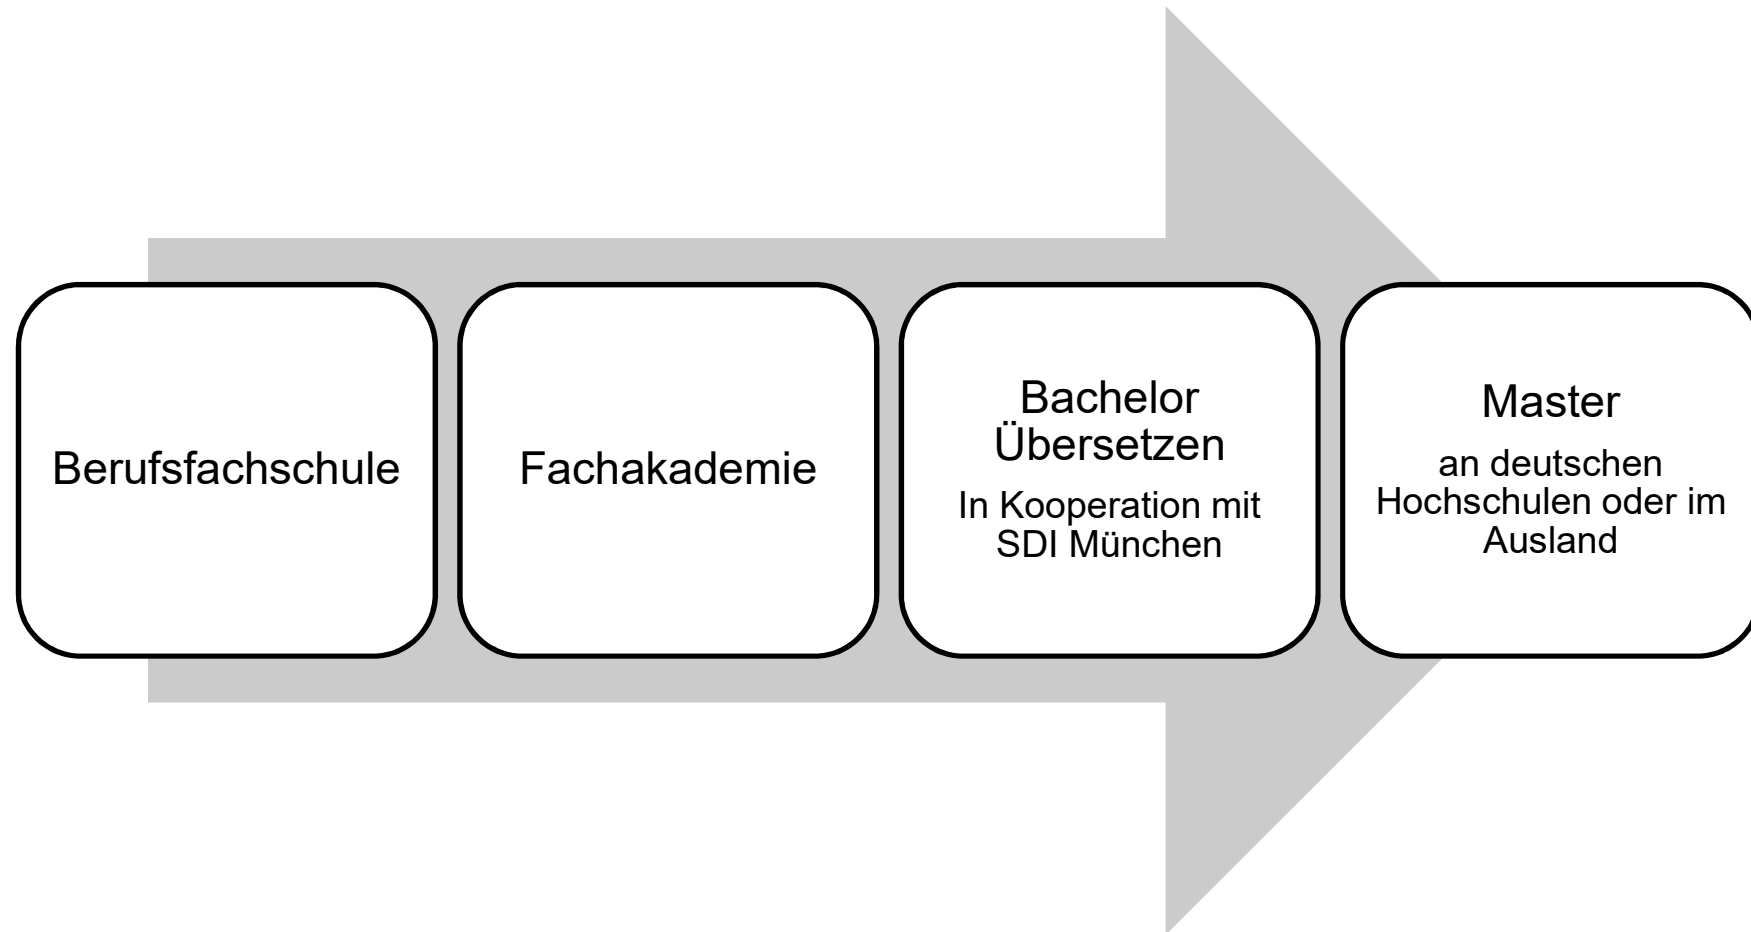 Berufsfachschule
Fachakademie
Bachelor
Übersetzen
In Kooperation mit
SDI München
Master
an deutschen
Hochschulen oder im
Ausland